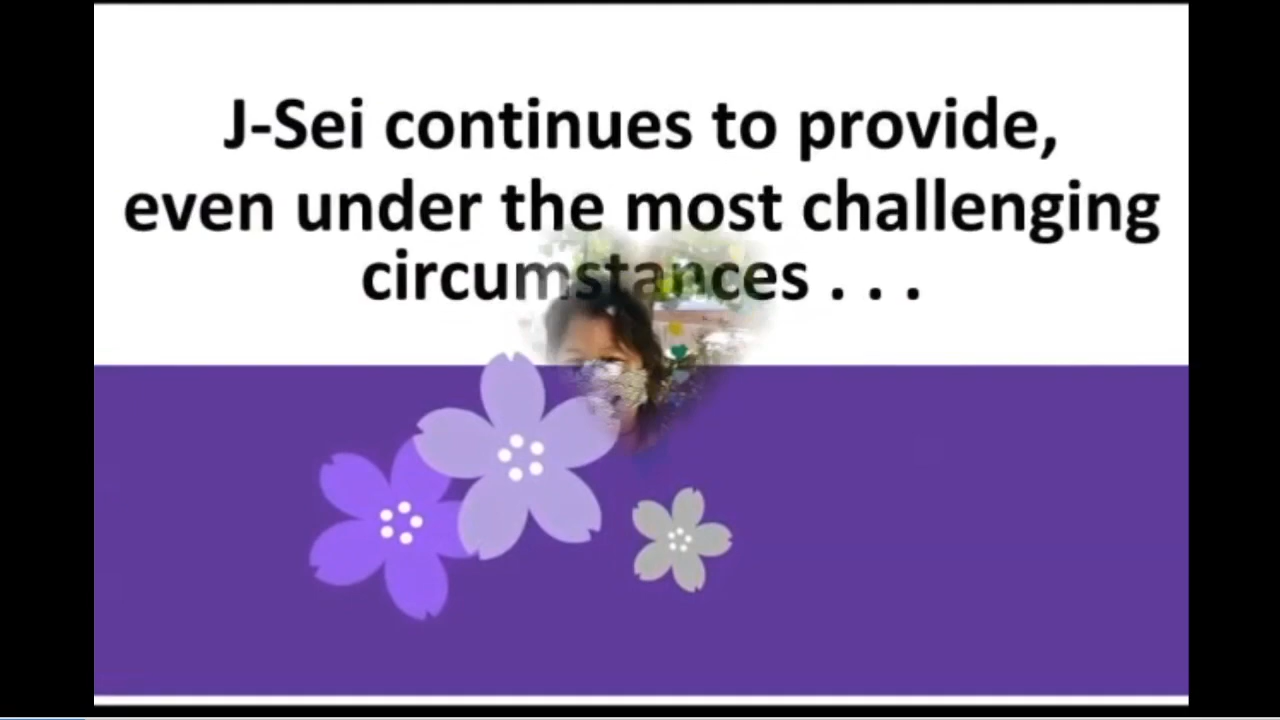 J-Sei continues to provide,
even under the most challenging
circumstances . . .